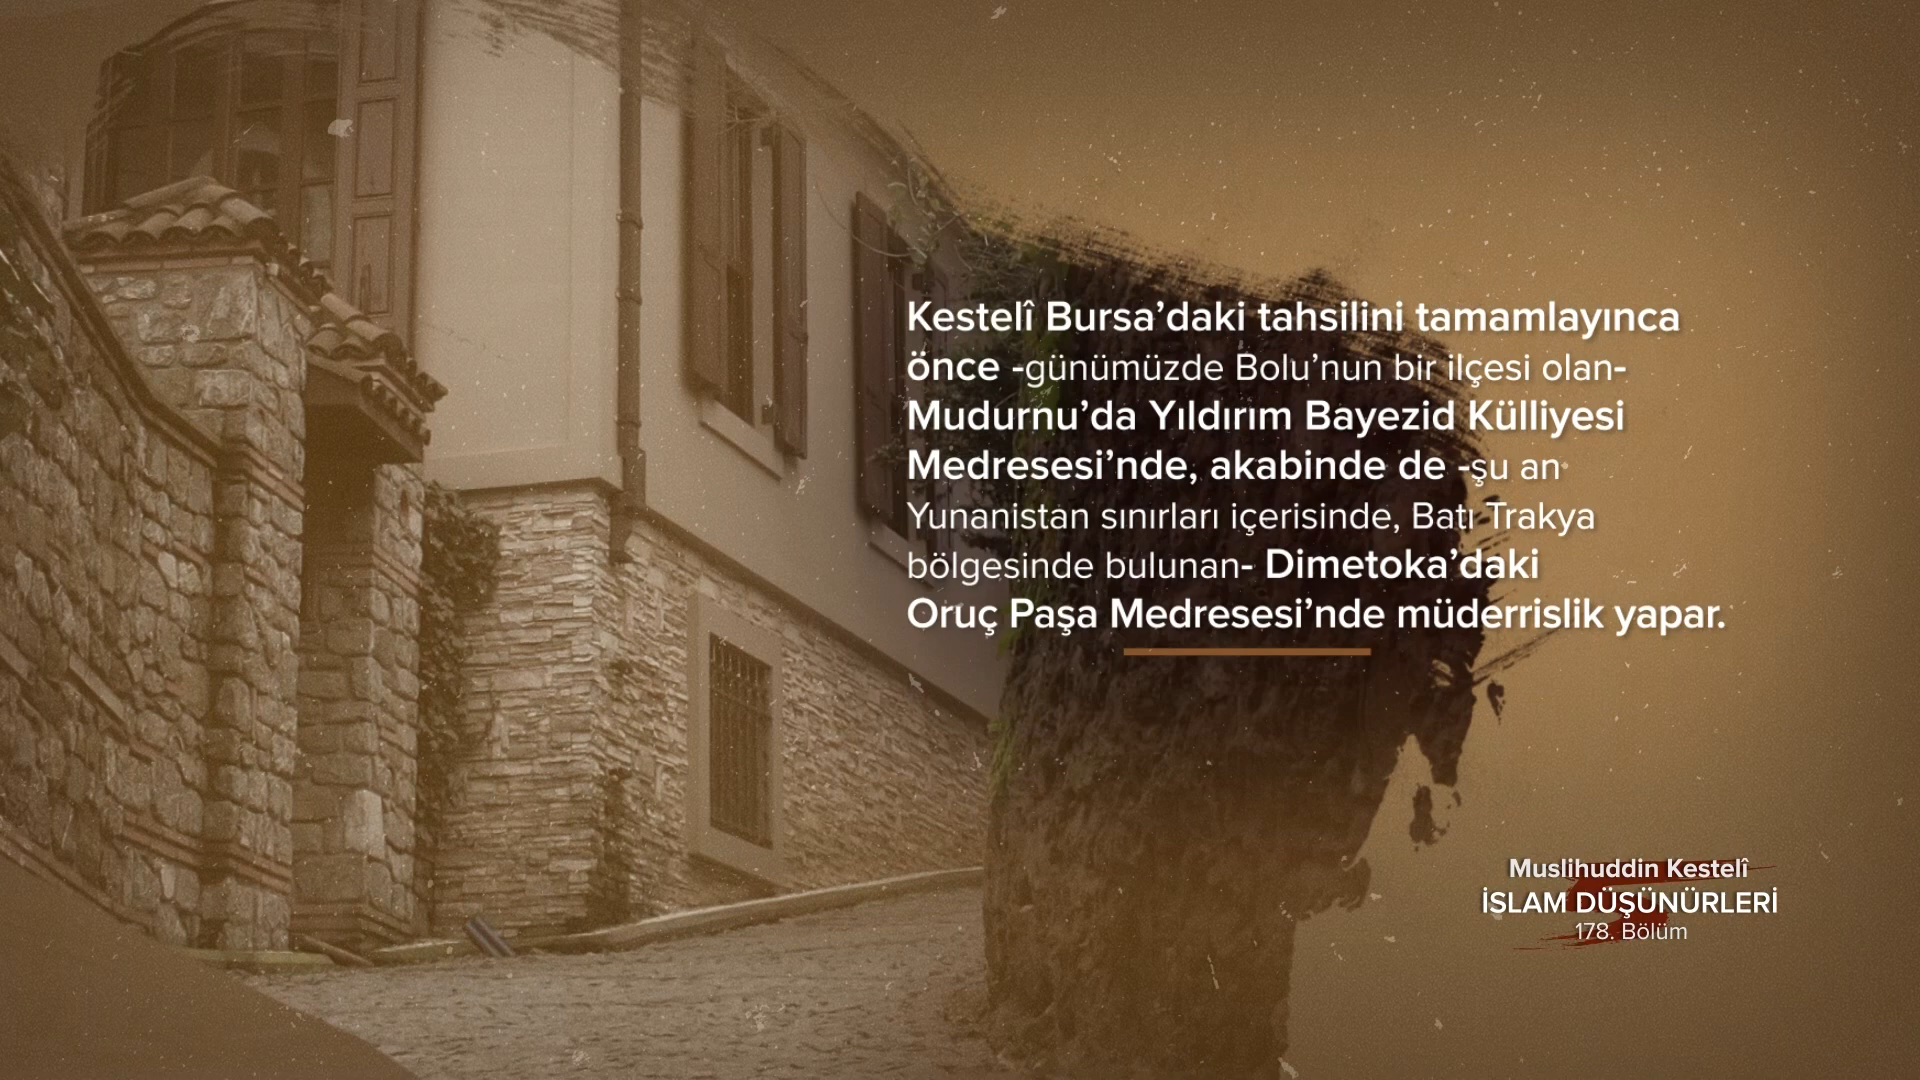 Kestelî Bursa’daki tahsilini tamamlayınca
önce -günümüzde Bolu’nun bir ilçesi olan-
Mudurnu’da Yıldırım Bayezid Külliyesi
Medresesi’nde, akabinde de -şu an
Yunanistan sınırları içerisinde, Batı Trakya
bölgesinde bulunan- Dimetoka’daki
Oruç Paşa Medresesi’nde müderrislik yapar.
Muslihuddin Kestelî
İSLAM DÜŞÜNÜRLERİ
178. Bölüm